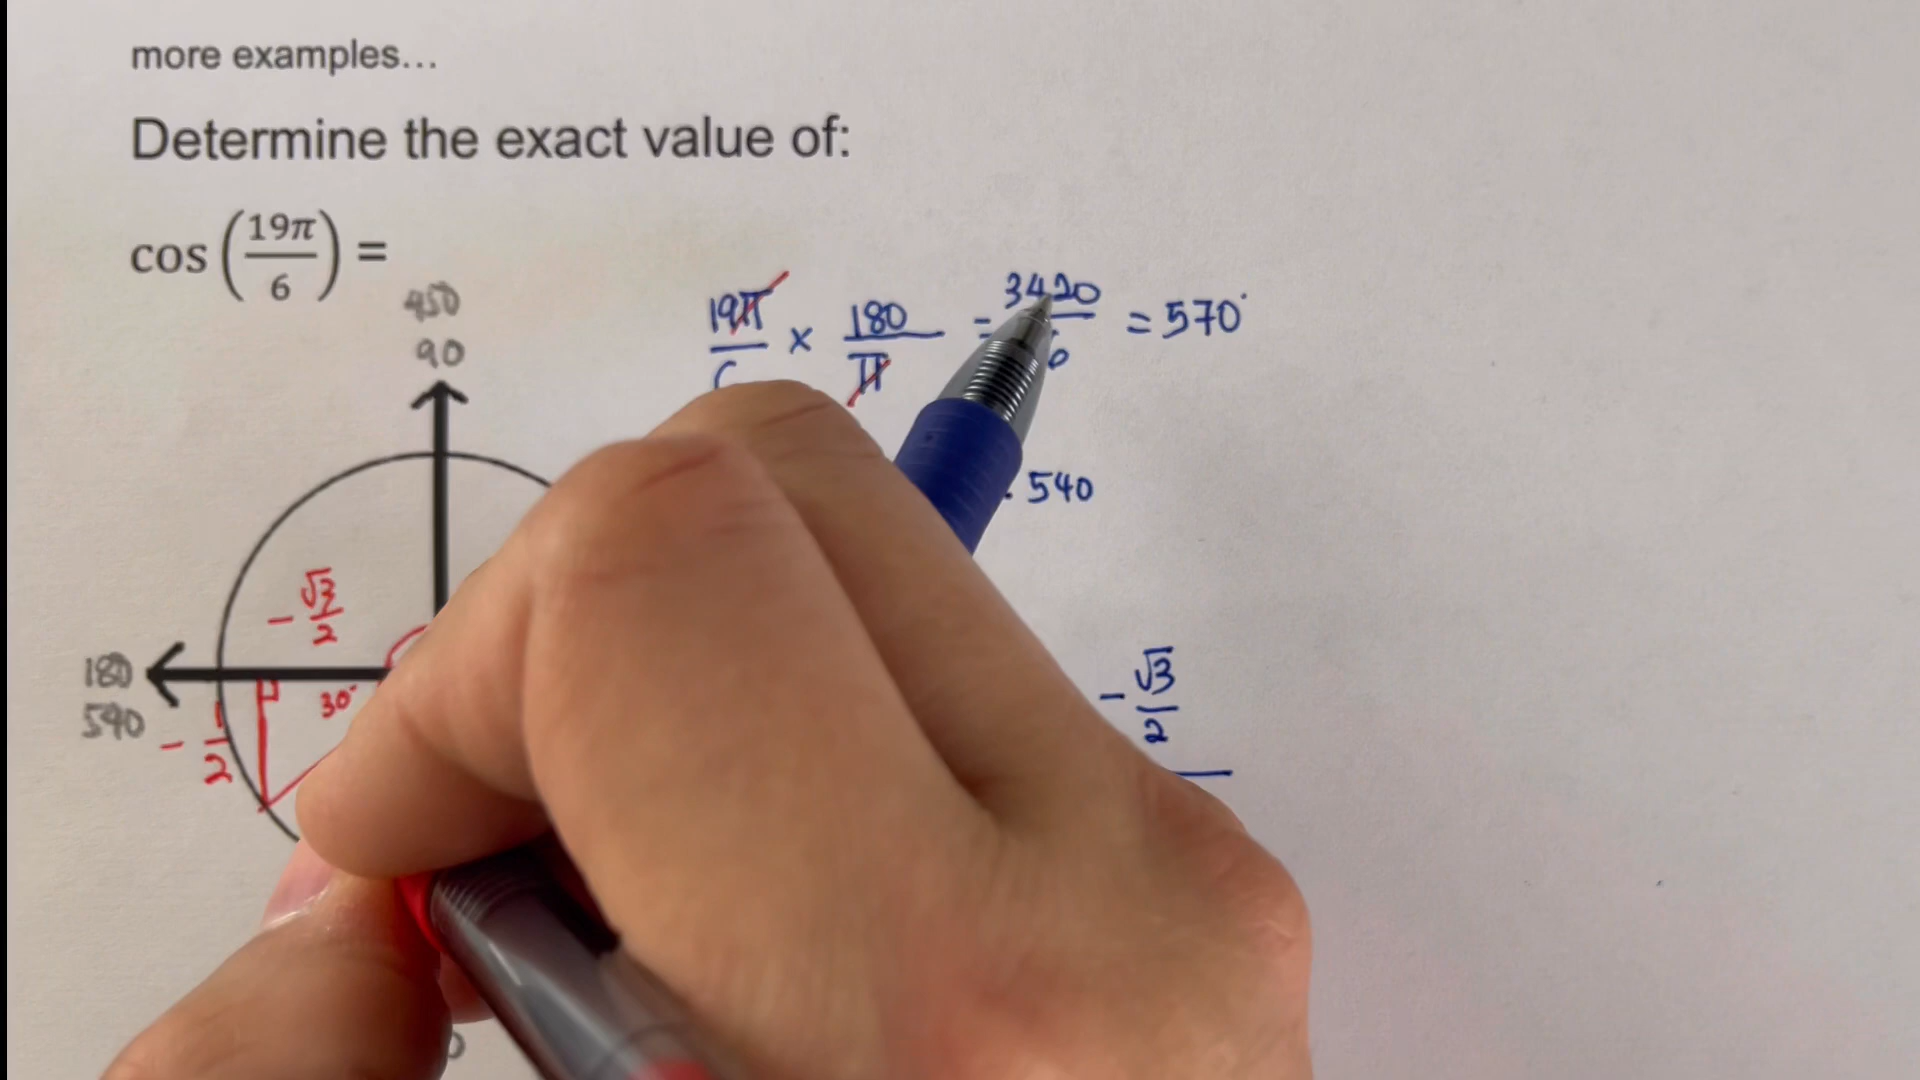 more examples...
Determine the exact value of:
cos (19π/6) =
450
90
19π/6 × 180/π = 3420/6 = 570°
540
-√3/2
180
540
30°
-1/2
-√3/2